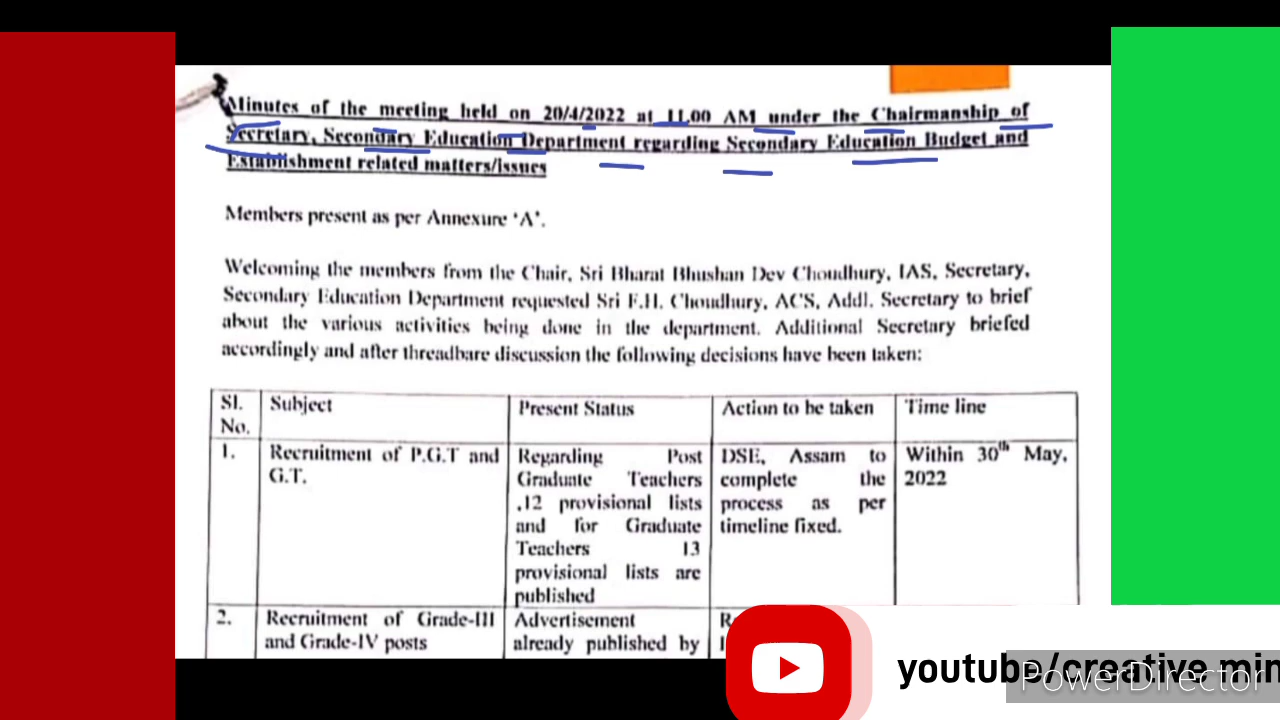 Minutes of the meeting held on 20/4/2022 at 11.00 AM under the Chairmanship of
Secretary, Secondary Education Department regarding Secondary Education Budget and
Establishment related matters/issues
Members present as per Annexure 'A'.
Welcoming the members from the Chair, Sri Bharat Bhushan Dev Choudhury, IAS, Secretary,
Secondary Education Department requested Sri F.H. Choudhury, ACS, Addl. Secretary to brief
about the various activities being done in the department. Additional Secretary briefed
accordingly and after threadbare discussion the following decisions have been taken:
Sl. No.
Subject
Present Status
Action to be taken
Time line
1.
Recruitment of P.G.T and
G.T.
Regarding Post
Graduate Teachers
,12 provisional lists
and for Graduate
Teachers 13
provisional lists are
published
DSE, Assam to
complete the
process as per
timeline fixed.
Within 30th May,
2022
2.
Recruitment of Grade-III
and Grade-IV posts
Advertisement
already published by
youtube/creative min
PowerDirector